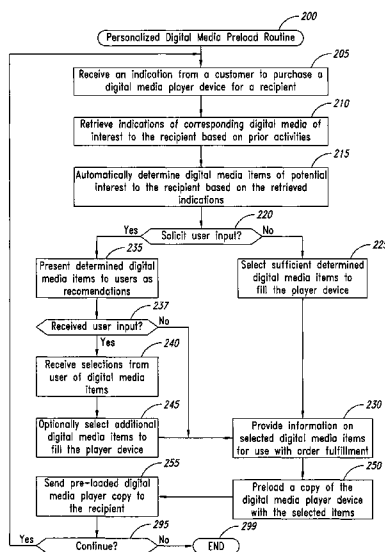 200
Personalized Digital Media Preload Routine
205
Receive an indication from a customer to purchase a
digital media player device for a recipient
210
Retrieve indications of corresponding digital media of
interest to the recipient based on prior activities
215
Automatically determine digital media items of potential
interest to the recipient based on the retrieved
indications
220
Yes
Solicit user input?
No
235
225
Present determined digital
media items to users as
recomendations
Select sufficient determined
digital media items to
fill the player device
237
Received user input?
No
Yes
240
Receive selections from
user of digital media
items
245
230
Optionally select additional
digital media items to
fill the player device
Provide information on
selected digital media items
for use with order fulfillment
255
250
Send pre-loaded digital
media player copy to
the recipient
Preload a copy of the
digital media player device
with the selected items
295
299
Yes
Continue?
No
END